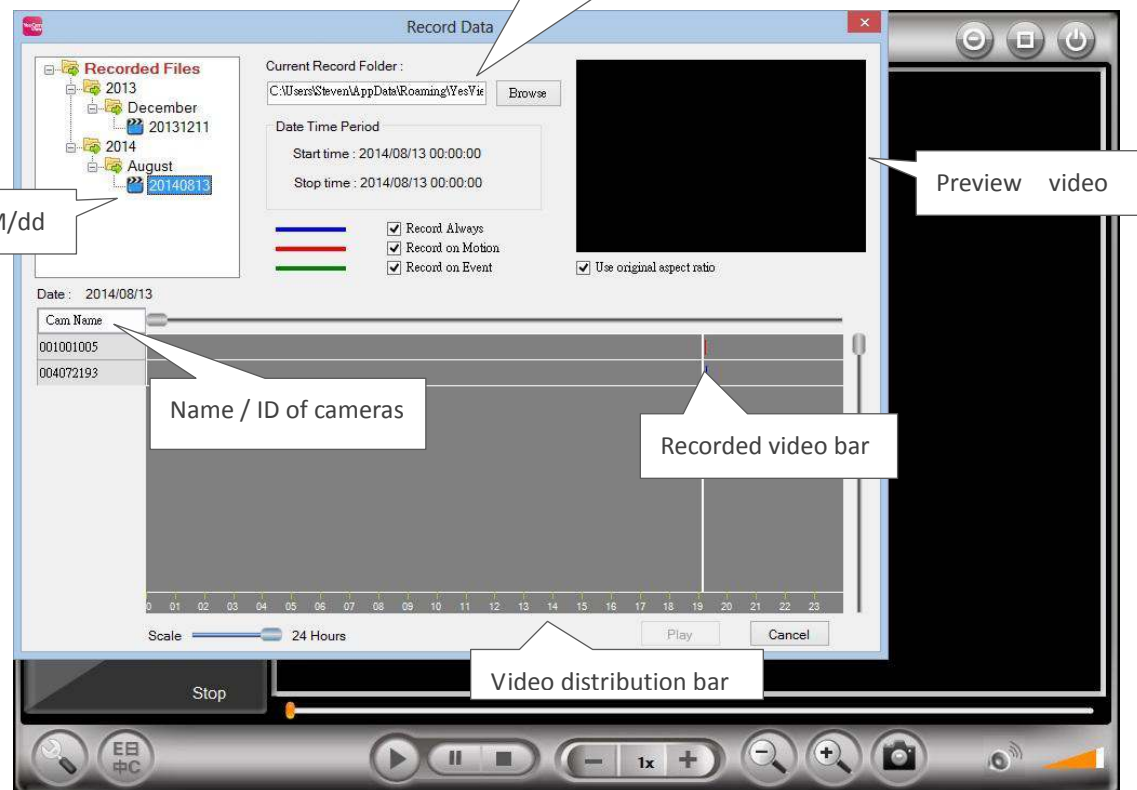 Record Data
Recorded Files
2013
December
20131211
2014
August
20140813
Current Record Folder :
C:\Users\Steven\AppData\Roaming\YesVie
Browse
Date Time Period
Start time : 2014/08/13 00:00:00
Stop time : 2014/08/13 00:00:00
Record Always
Record on Motion
Record on Event
Use original aspect ratio
Preview video
M/dd
Date : 2014/08/13
Cam Name
001001005
004072193
Name / ID of cameras
Recorded video bar
0 01 02 03 04 05 06 07 08 09 10 11 12 13 14 15 16 17 18 19 20 21 22 23
Scale 24 Hours
Play
Cancel
Video distribution bar
Stop
E日
中C
1x